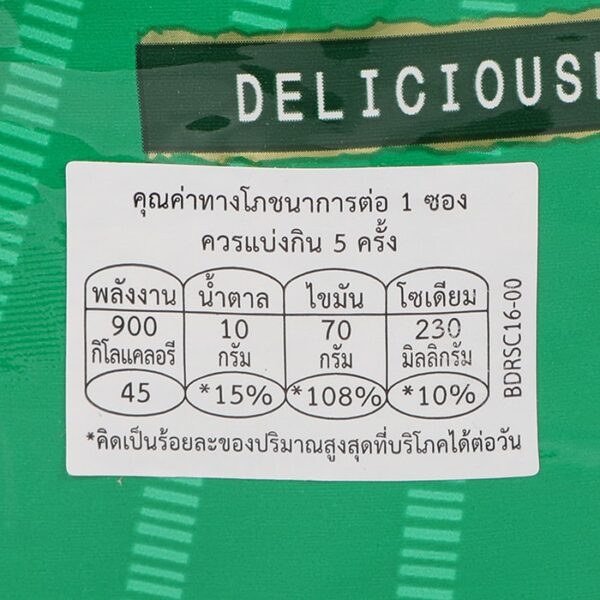 DELICIOUS
คุณค่าทางโภชนาการต่อ 1 ซอง
ควรแบ่งกิน 5 ครั้ง
พลังงาน น้ำตาล ไขมัน โซเดียม
900 10 70 230
กิโลแคลอรี กรัม กรัม มิลลิกรัม
45 *15% *108% *10%
*คิดเป็นร้อยละของปริมาณสูงสุดที่บริโภคได้ต่อวัน
BDRSC16-00